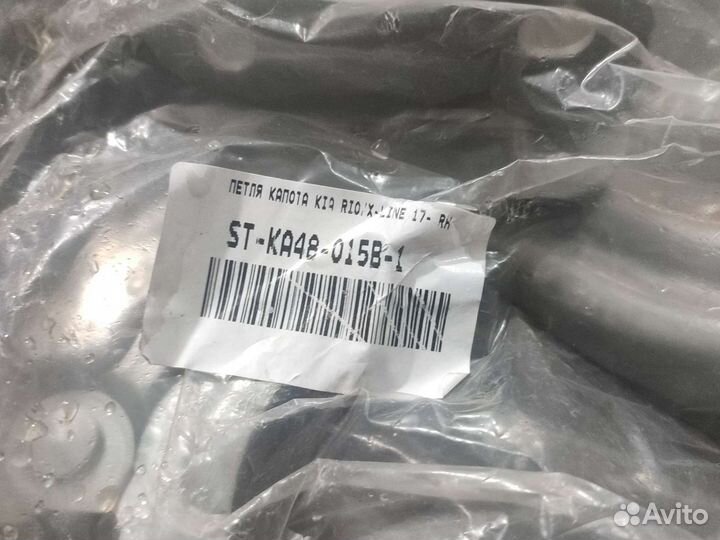 ПЕТЛЯ КАПОТА KIA RIO/X-LINE 17- RH
ST-KA48-015B-1
Avito